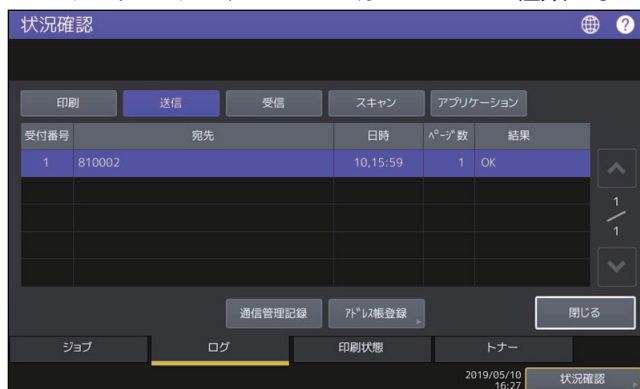 状況確認
?
印刷 送信 受信 スキャン アプリケーション
受付番号 宛先 日時 ページ数 結果
1 810002 10,15:59 1 OK
1
1
通信管理記録 アドレス帳登録 閉じる
ジョブ ログ 印刷状態 トナー
2019/05/10
16:27 状況確認